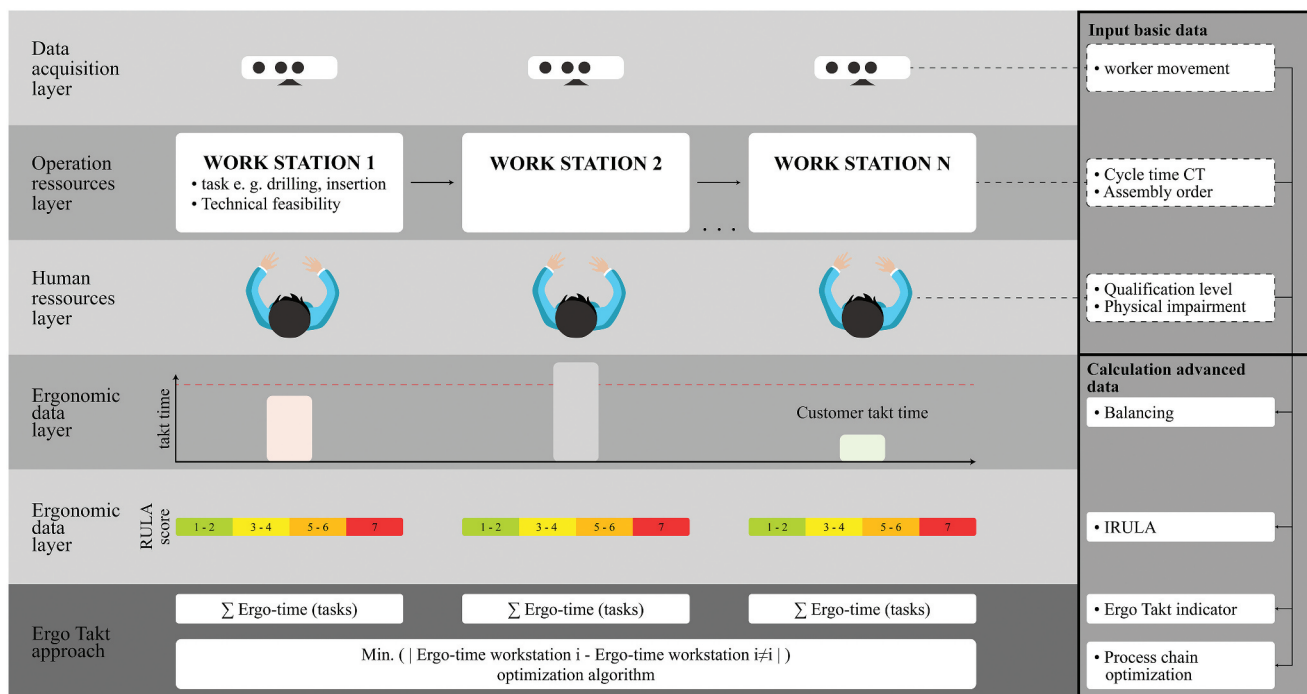 Data
acquisition
layer
Input basic data
• worker movement
Operation
ressources
layer
WORK STATION 1
• task e. g. drilling, insertion
• Technical feasibility
WORK STATION 2
. . .
WORK STATION N
• Cycle time CT
• Assembly order
Human
ressources
layer
• Qualification level
• Physical impairment
Ergonomic
data
layer
takt time
Customer takt time
Calculation advanced
data
• Balancing
Ergonomic
data
layer
RULA
score
1 - 2 3 - 4 5 - 6 7
1 - 2 3 - 4 5 - 6 7
1 - 2 3 - 4 5 - 6 7
• IRULA
Ergo Takt
approach
∑ Ergo-time (tasks)
∑ Ergo-time (tasks)
∑ Ergo-time (tasks)
• Ergo Takt indicator
Min. ( | Ergo-time workstation i - Ergo-time workstation i≠i | )
optimization algorithm
• Process chain
optimization